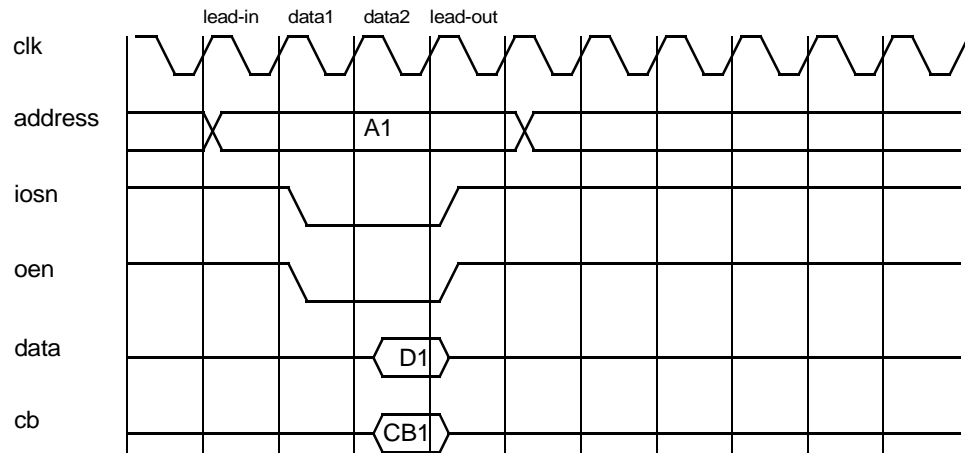 lead-in data1 data2 lead-out
clk
address A1
iosn
oen
data D1
cb CB1